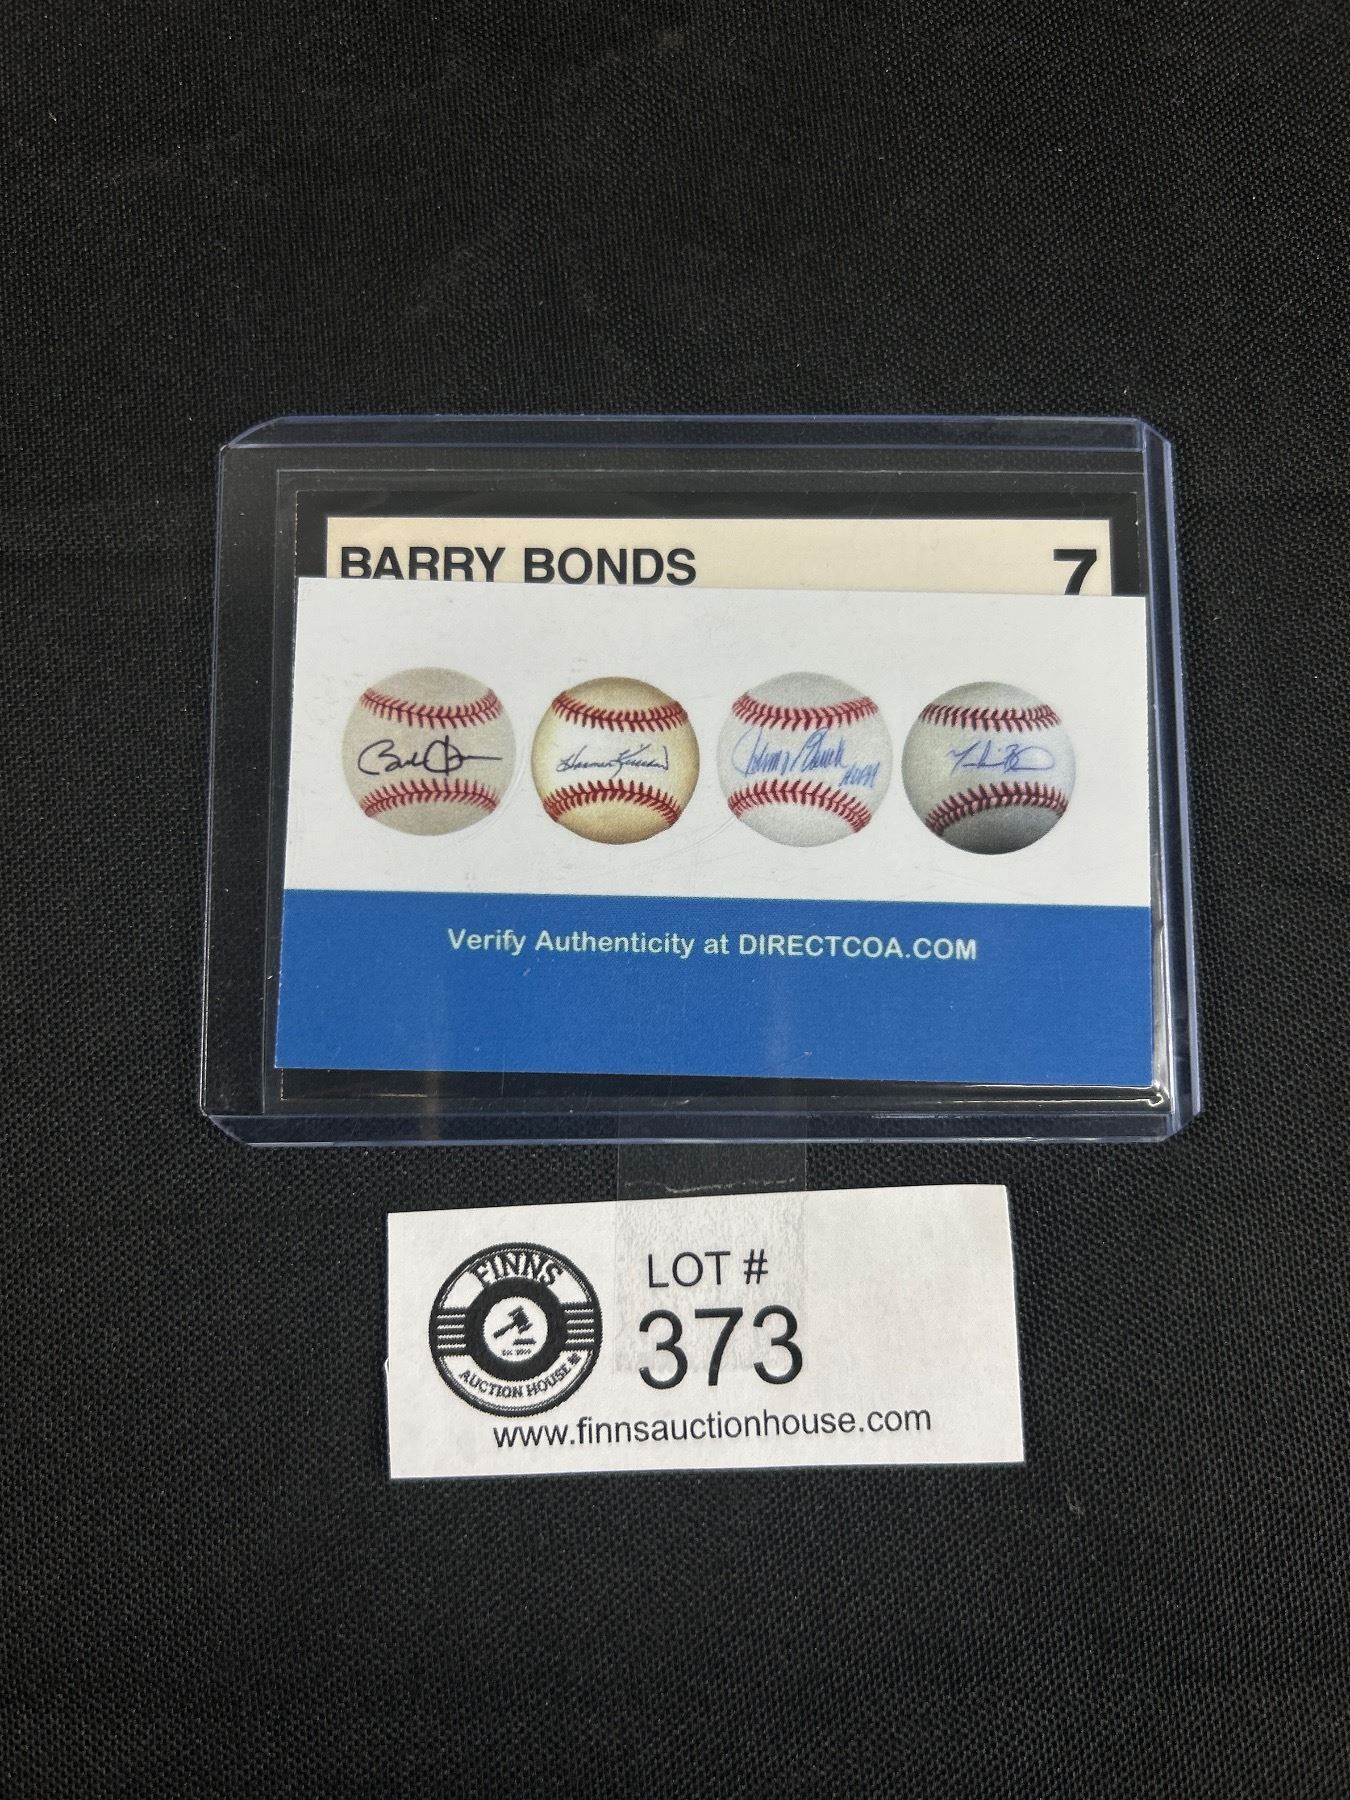 BARRY BONDS 7
Verify Authenticity at DIRECTCOA.COM
FINNS
AUCTION HOUSE
LOT #
373
www.finnsauctionhouse.com